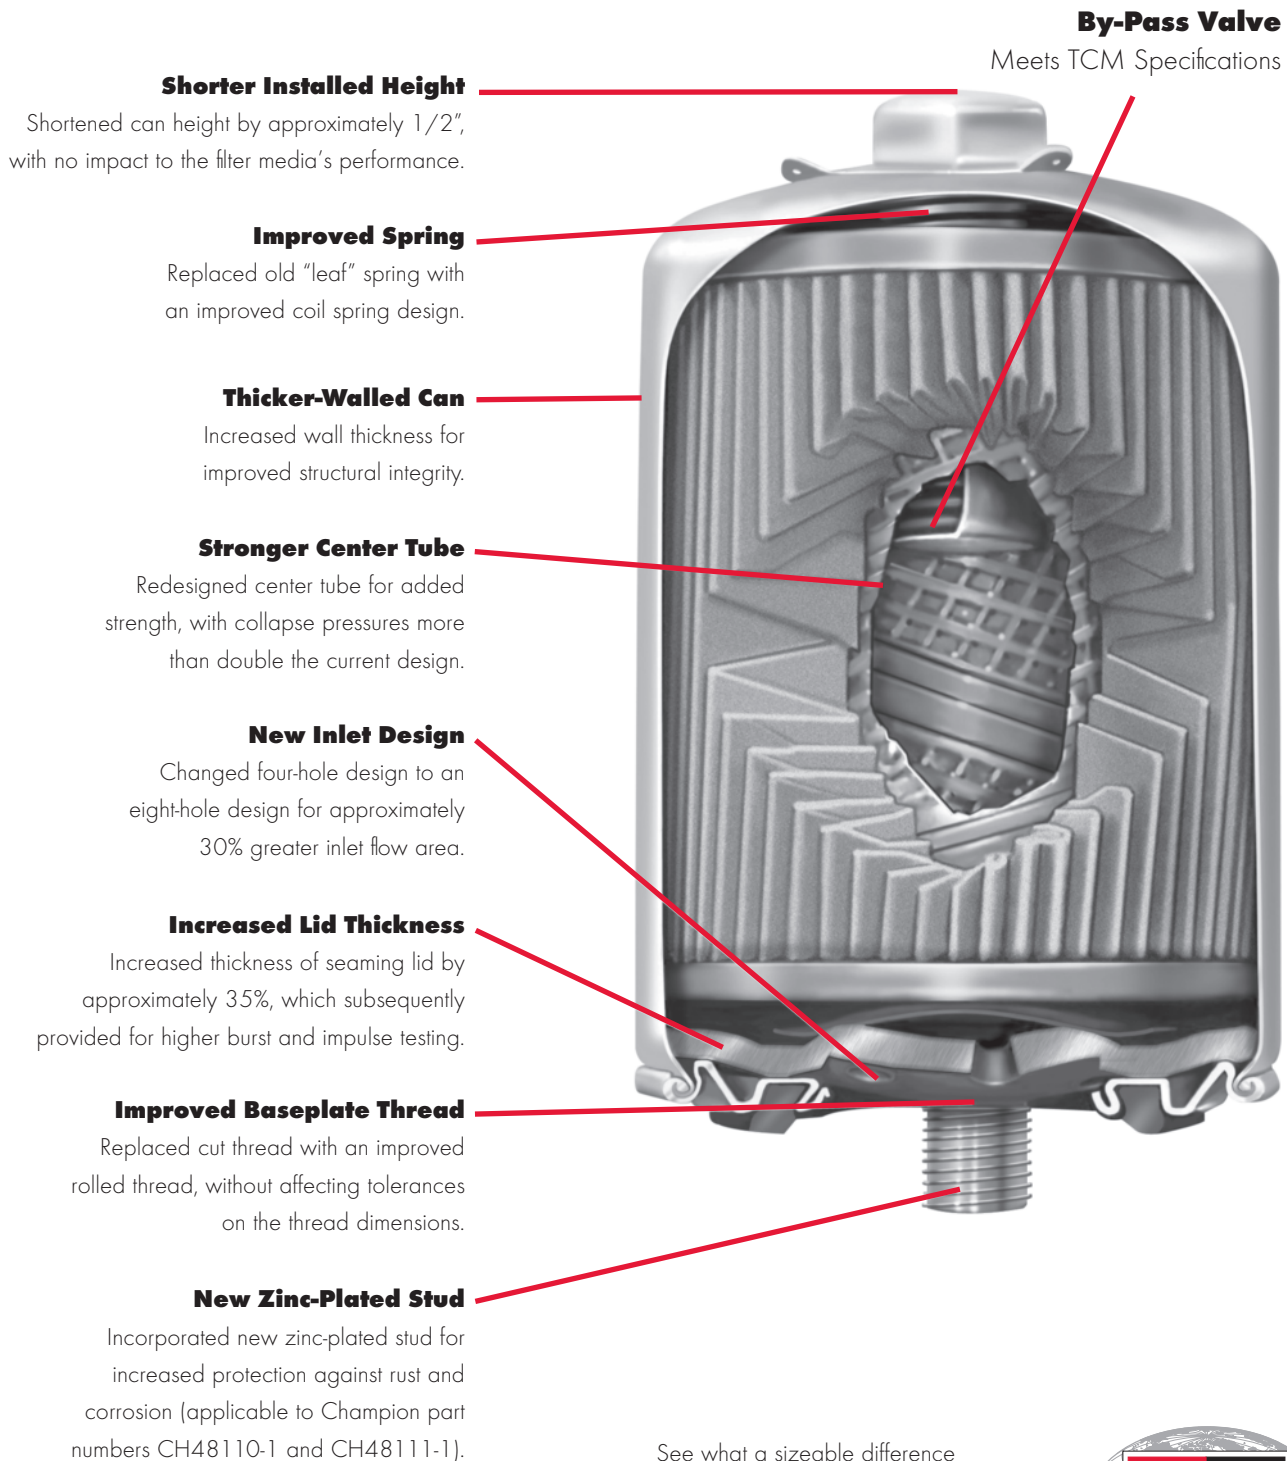 By-Pass Valve
Meets TCM Specifications
Shorter Installed Height
Shortened can height by approximately 1/2”,
with no impact to the filter media’s performance.
Improved Spring
Replaced old “leaf” spring with
an improved coil spring design.
Thicker-Walled Can
Increased wall thickness for
improved structural integrity.
Stronger Center Tube
Redesigned center tube for added
strength, with collapse pressures more
than double the current design.
New Inlet Design
Changed four-hole design to an
eight-hole design for approximately
30% greater inlet flow area.
Increased Lid Thickness
Increased thickness of seaming lid by
approximately 35%, which subsequently
provided for higher burst and impulse testing.
Improved Baseplate Thread
Replaced cut thread with an improved
rolled thread, without affecting tolerances
on the thread dimensions.
New Zinc-Plated Stud
Incorporated new zinc-plated stud for
increased protection against rust and
corrosion (applicable to Champion part
numbers CH48110-1 and CH48111-1).
See what a sizeable difference